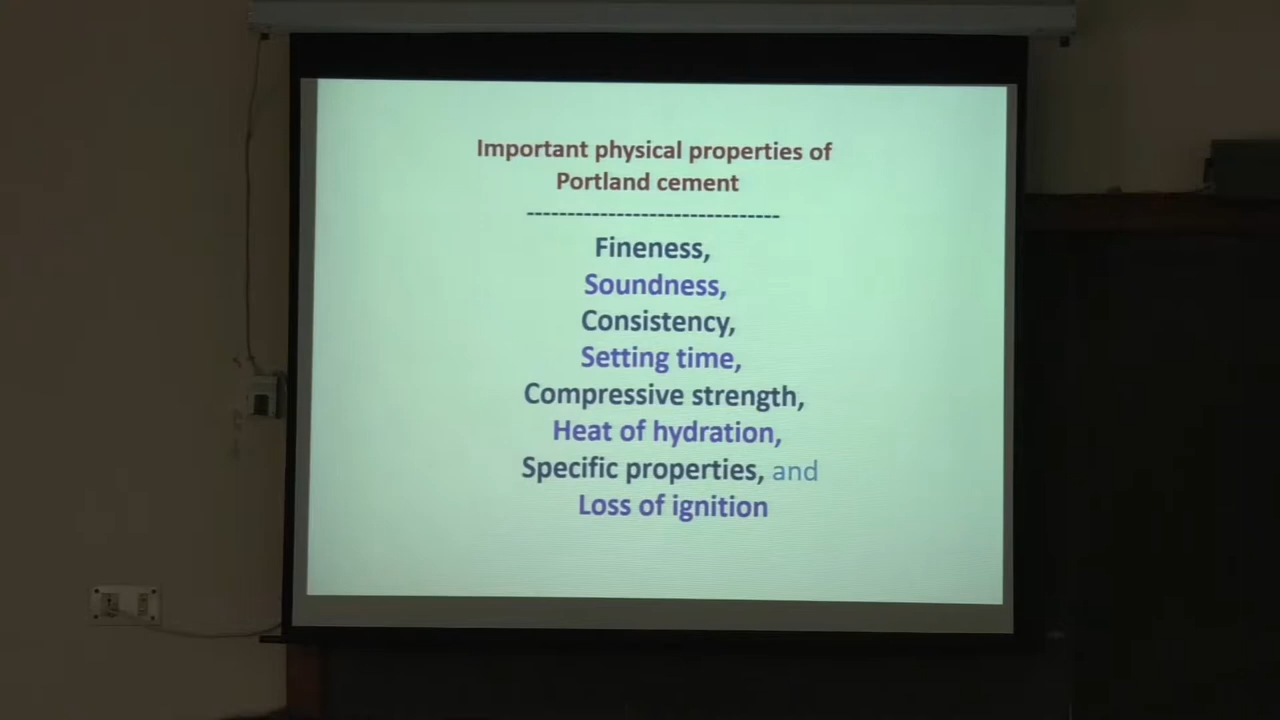 Important physical properties of
Portland cement
-------------------------------
Fineness,
Soundness,
Consistency,
Setting time,
Compressive strength,
Heat of hydration,
Specific properties, and
Loss of ignition